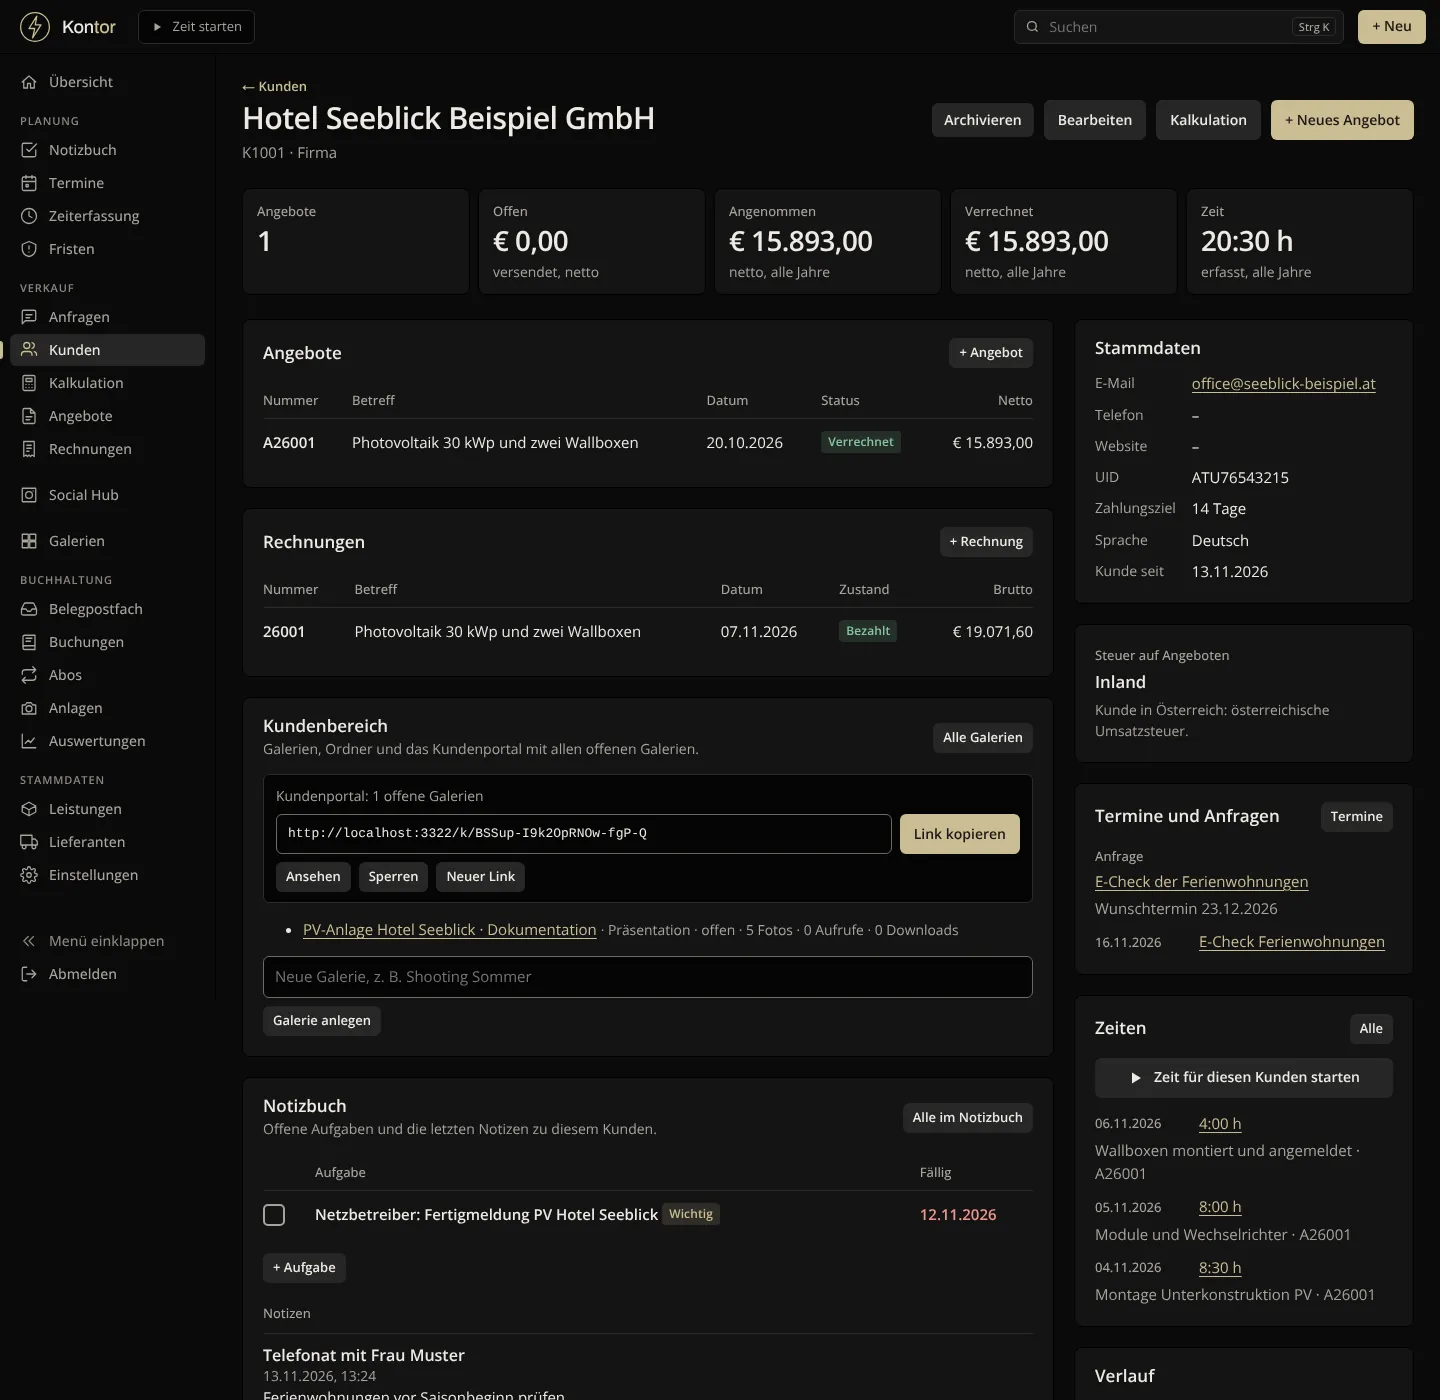 Kontor
Zeit starten
Suchen
Strg K
+ Neu
Übersicht
PLANUNG
Notizbuch
Termine
Zeiterfassung
Fristen
VERKAUF
Anfragen
Kunden
Kalkulation
Angebote
Rechnungen
Social Hub
Galerien
BUCHHALTUNG
Belegpostfach
Buchungen
Abos
Anlagen
Auswertungen
STAMMDATEN
Leistungen
Lieferanten
Einstellungen
Menü einklappen
Abmelden
← Kunden
Hotel Seeblick Beispiel GmbH
K1001 · Firma
Archivieren
Bearbeiten
Kalkulation
+ Neues Angebot
Angebote
1
Offen
€ 0,00
versendet, netto
Angenommen
€ 15.893,00
netto, alle Jahre
Verrechnet
€ 15.893,00
netto, alle Jahre
Zeit
20:30 h
erfasst, alle Jahre
Angebote
+ Angebot
Nummer Betreff Datum Status Netto
A26001 Photovoltaik 30 kWp und zwei Wallboxen 20.10.2026 Verrechnet € 15.893,00
Rechnungen
+ Rechnung
Nummer Betreff Datum Zustand Brutto
26001 Photovoltaik 30 kWp und zwei Wallboxen 07.11.2026 Bezahlt € 19.071,60
Kundenbereich
Galerien, Ordner und das Kundenportal mit allen offenen Galerien.
Alle Galerien
Kundenportal: 1 offene Galerien
http://localhost:3322/k/BSSup-I9k2OpRNOw-fgP-Q
Link kopieren
Ansehen
Sperren
Neuer Link
• PV-Anlage Hotel Seeblick · Dokumentation · Präsentation · offen · 5 Fotos · 0 Aufrufe · 0 Downloads
Neue Galerie, z. B. Shooting Sommer
Galerie anlegen
Notizbuch
Offene Aufgaben und die letzten Notizen zu diesem Kunden.
Alle im Notizbuch
Aufgabe Fällig
Netzbetreiber: Fertigmeldung PV Hotel Seeblick Wichtig 12.11.2026
+ Aufgabe
Notizen
Telefonat mit Frau Muster
13.11.2026, 13:24
Ferienwohnungen vor Saisonbeginn prüfen
Stammdaten
E-Mail office@seeblick-beispiel.at
Telefon –
Website –
UID ATU76543215
Zahlungsziel 14 Tage
Sprache Deutsch
Kunde seit 13.11.2026
Steuer auf Angeboten
Inland
Kunde in Österreich: österreichische
Umsatzsteuer.
Termine und Anfragen
Termine
Anfrage
E-Check der Ferienwohnungen
Wunschtermin 23.12.2026
16.11.2026 E-Check Ferienwohnungen
Zeiten
Alle
Zeit für diesen Kunden starten
06.11.2026 4:00 h
Wallboxen montiert und angemeldet ·
A26001
05.11.2026 8:00 h
Module und Wechselrichter · A26001
04.11.2026 8:30 h
Montage Unterkonstruktion PV · A26001
Verlauf